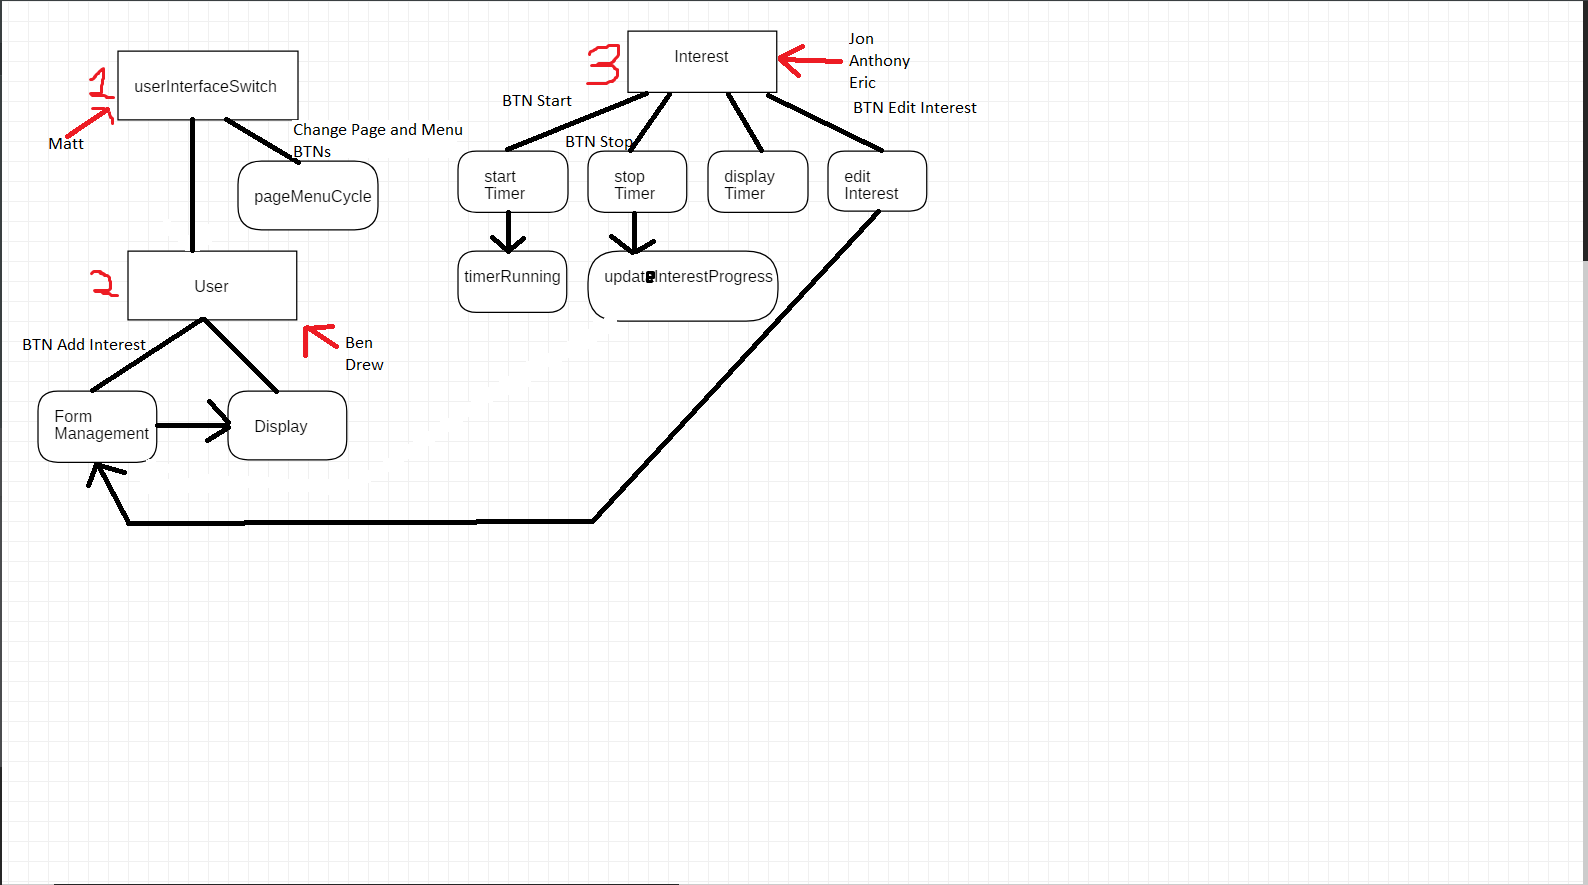 1
userInterfaceSwitch
Matt
Change Page and Menu
BTNs
pageMenuCycle
2
User
Ben
Drew
BTN Add Interest
Form
Management
Display
3
Interest
Jon
Anthony
Eric
BTN Start
BTN Stop
BTN Edit Interest
start
Timer
stop
Timer
display
Timer
edit
Interest
timerRunning
updateInterestProgress